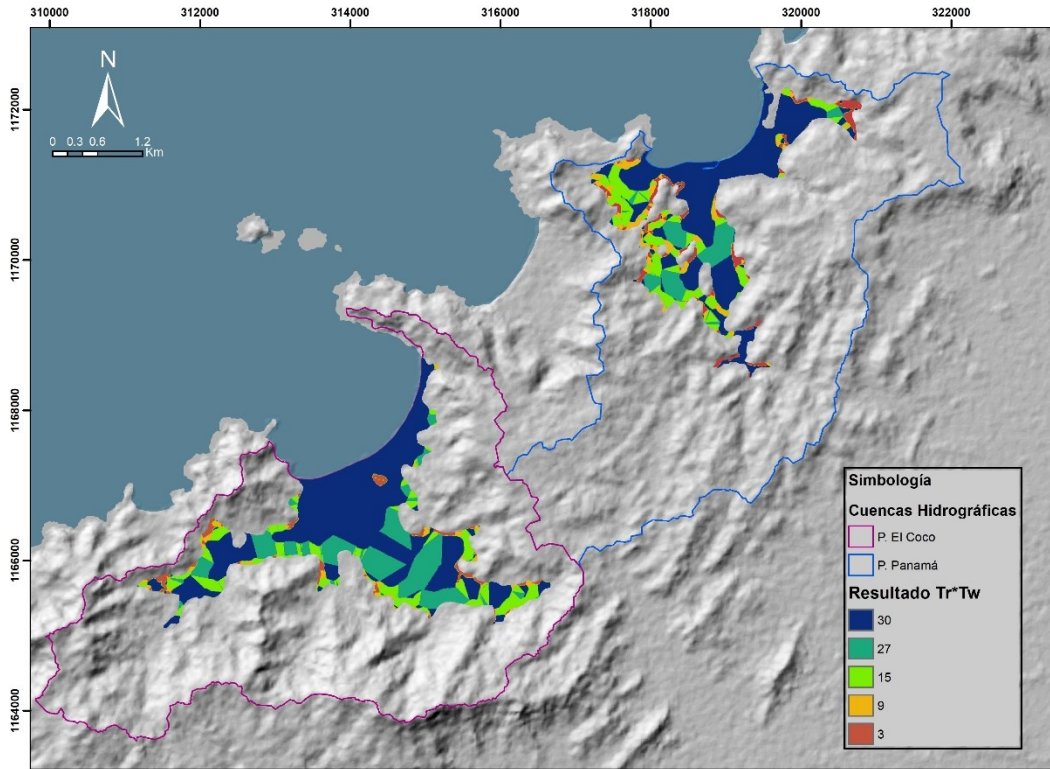 310000 312000 314000 316000 318000 320000 322000
N
0 0.3 0.6 1.2
Km
1172000
1170000
1168000
1166000
1164000
Simbología
Cuencas Hidrográficas
P. El Coco
P. Panamá
Resultado Tr*Tw
30
27
15
9
3